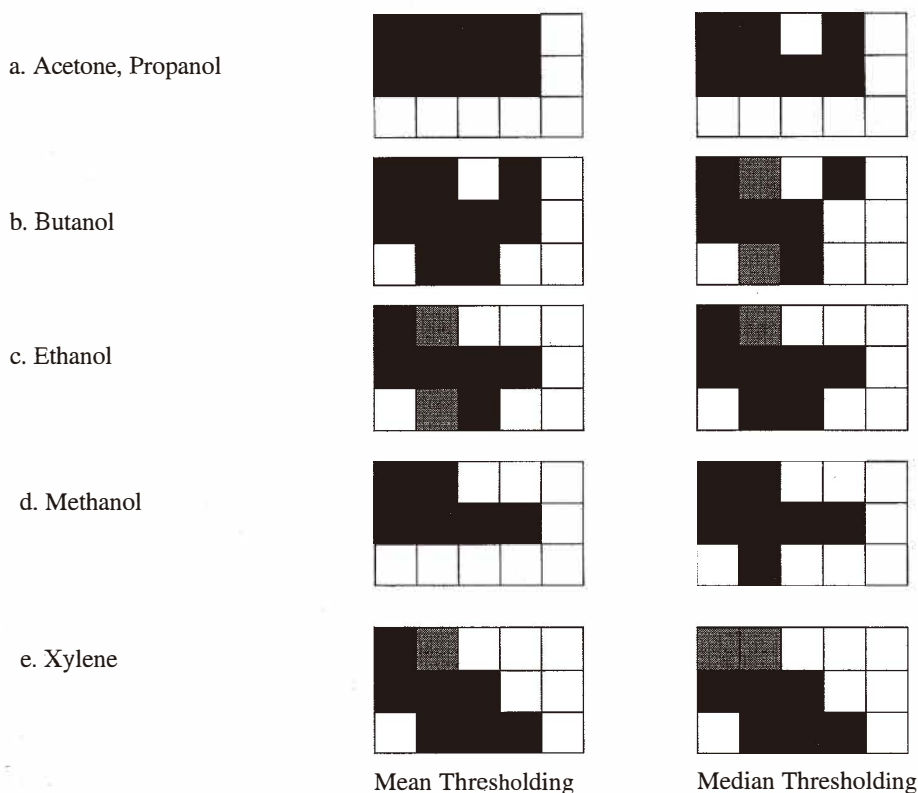 a. Acetone, Propanol
b. Butanol
c. Ethanol
d. Methanol
e. Xylene
Mean Thresholding
Median Thresholding